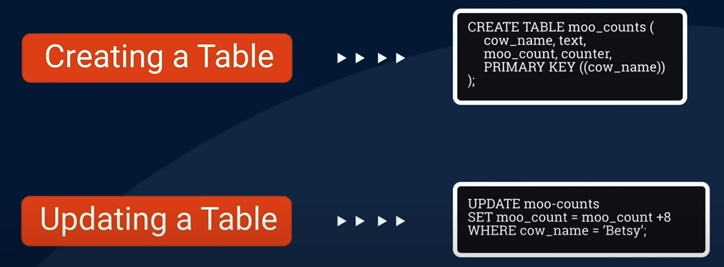 Creating a Table
CREATE TABLE moo_counts (
cow_name, text,
moo_count, counter,
PRIMARY KEY ((cow_name))
);
Updating a Table
UPDATE moo-counts
SET moo_count = moo_count +8
WHERE cow_name = ‘Betsy’;